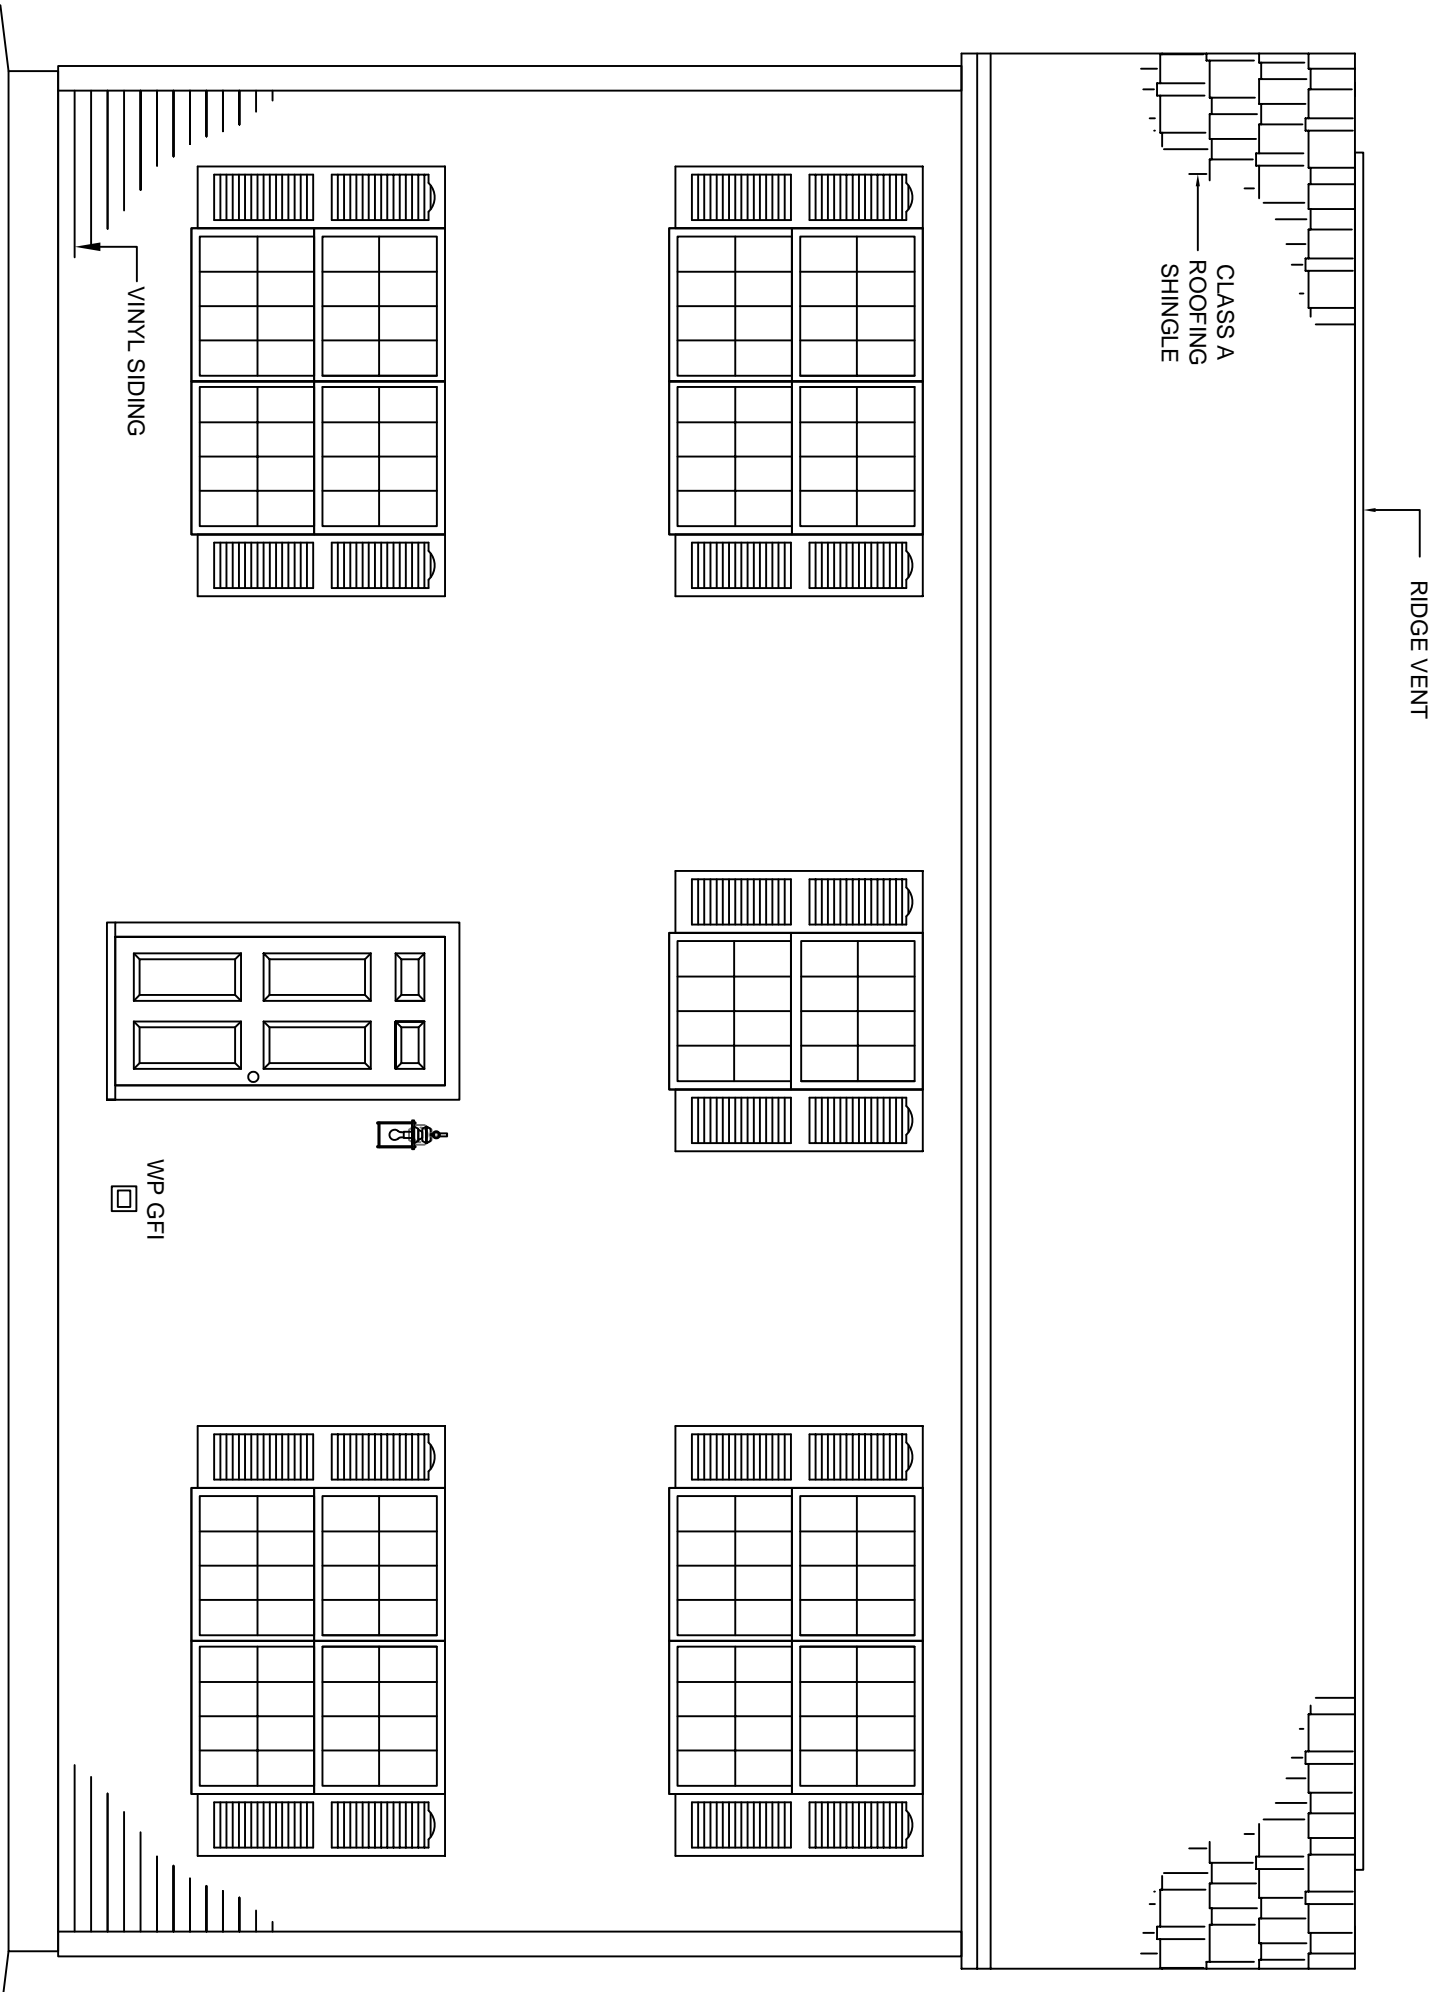 RIDGE VENT
CLASS A
ROOFING
SHINGLE
VINYL SIDING
WP GFI